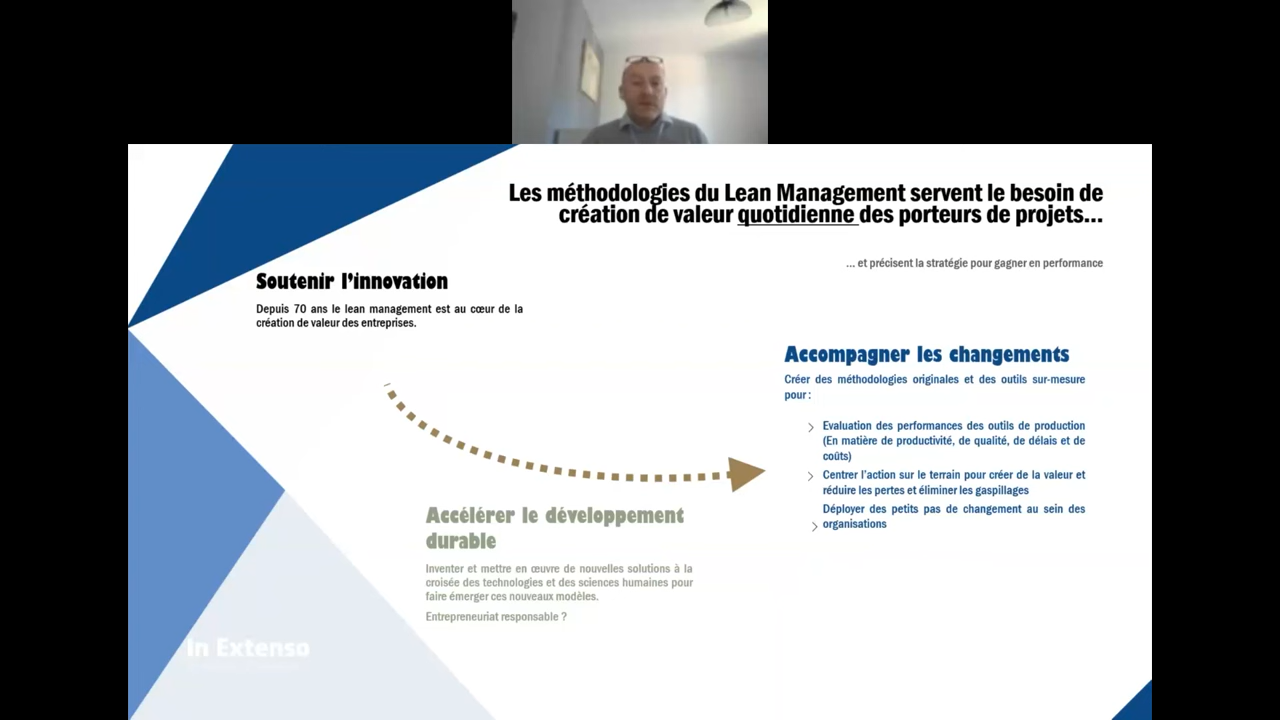 Les méthodologies du Lean Management servent le besoin de
création de valeur quotidienne des porteurs de projets...
... et précisent la stratégie pour gagner en performance
Soutenir l'innovation
Depuis 70 ans le lean management est au cœur de la
création de valeur des entreprises.
Accompagner les changements
Créer des méthodologies originales et des outils sur-mesure
pour :
Evaluation des performances des outils de production
(En matière de productivité, de qualité, de délais et de
coûts)
Centrer l'action sur le terrain pour créer de la valeur et
réduire les pertes et éliminer les gaspillages
Déployer des petits pas de changement au sein des
organisations
Accélérer le développement
durable
Inventer et mettre en œuvre de nouvelles solutions à la
croisée des technologies et des sciences humaines pour
faire émerger ces nouveaux modèles.
Entrepreneuriat responsable ?
In Extenso